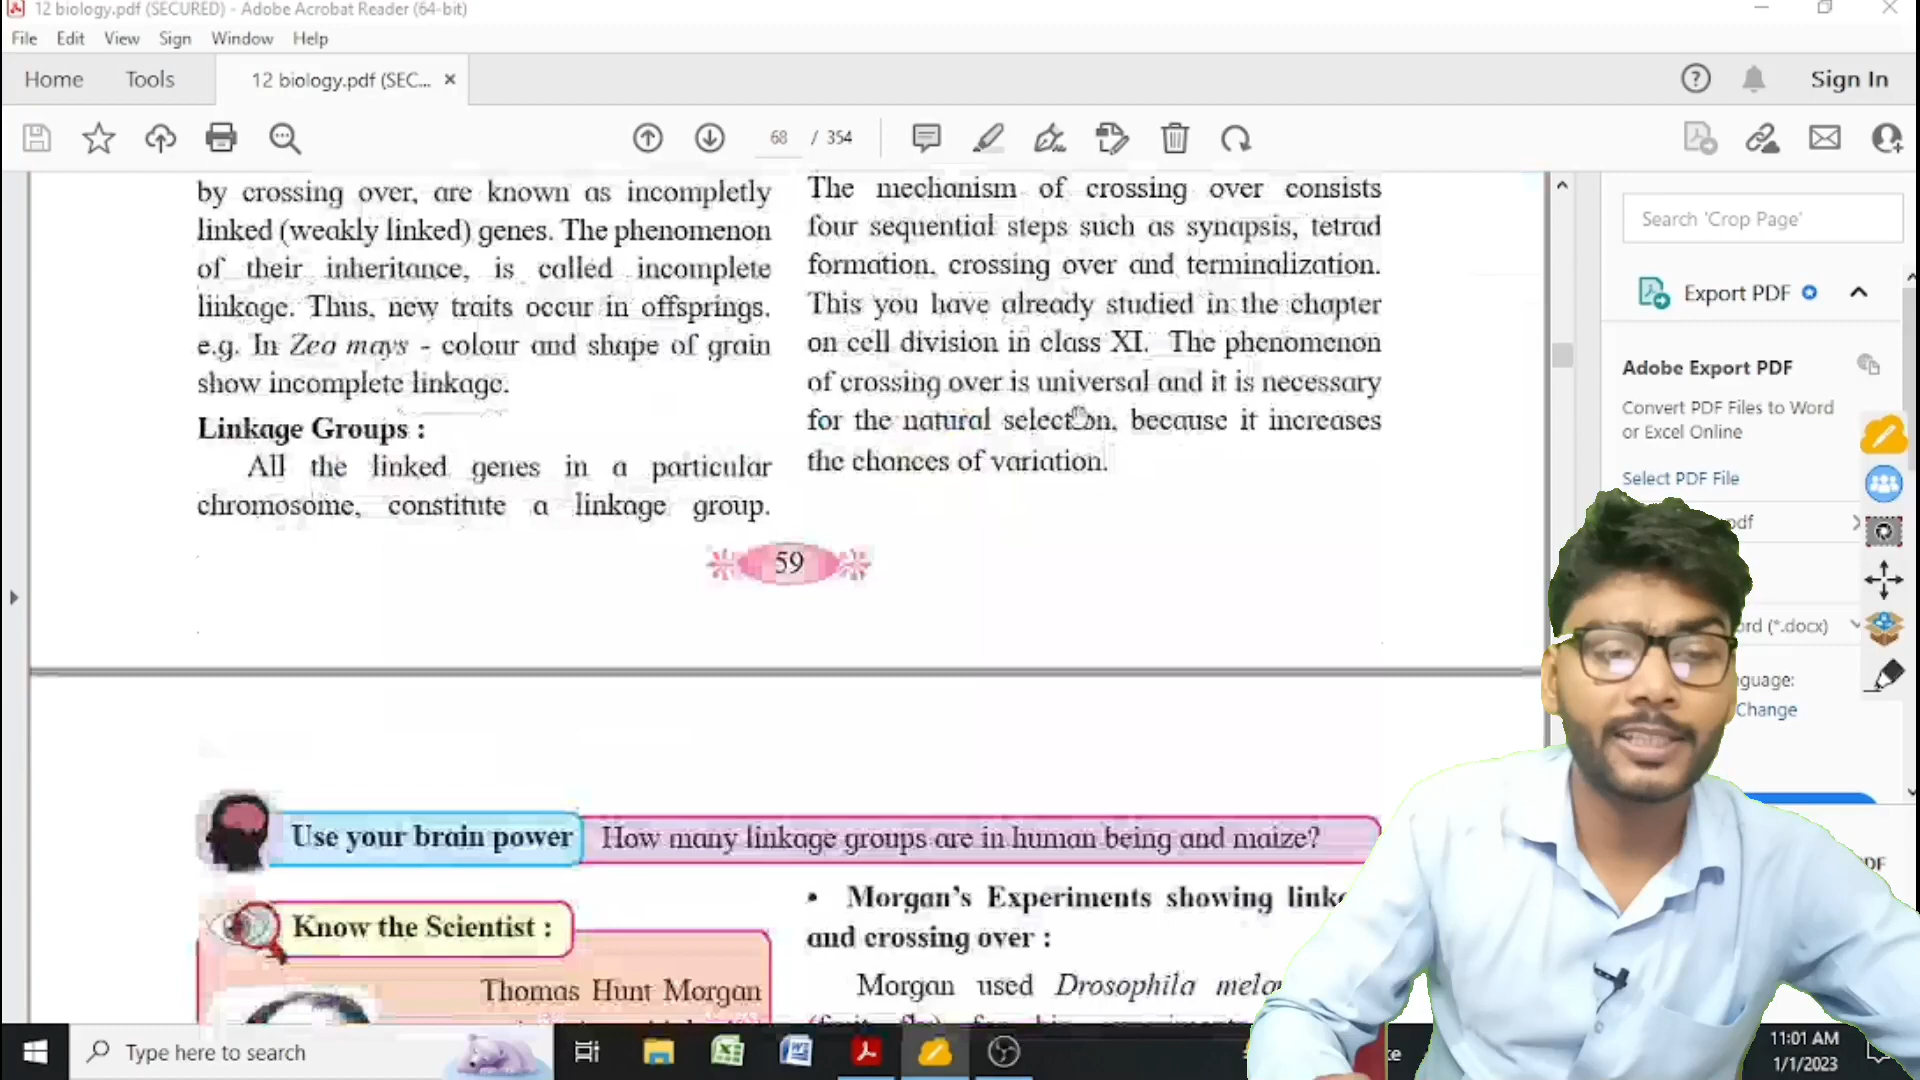 12 biology.pdf (SECURED) - Adobe Acrobat Reader (64-bit)
File Edit View Sign Window Help
Home Tools 12 biology.pdf (SEC... × Sign In
68 / 354
by crossing over, are known as incompletly
linked (weakly linked) genes. The phenomenon
of their inheritance, is called incomplete
linkage. Thus, new traits occur in offsprings.
e.g. In Zea mays - colour and shape of grain
show incomplete linkage.
Linkage Groups :
All the linked genes in a particular
chromosome, constitute a linkage group.
The mechanism of crossing over consists
four sequential steps such as synapsis, tetrad
formation, crossing over and terminalization.
This you have already studied in the chapter
on cell division in class XI. The phenomenon
of crossing over is universal and it is necessary
for the natural selection, because it increases
the chances of variation.
59
Use your brain power How many linkage groups are in human being and maize?
Know the Scientist :
Thomas Hunt Morgan
• Morgan's Experiments showing link
and crossing over :
Morgan used Drosophila mela
Search 'Crop Page'
Export PDF
Adobe Export PDF
Convert PDF Files to Word
or Excel Online
Select PDF File
pdf
ord (*.docx)
nguage:
Change
DF
Type here to search
11:01 AM
1/1/2023